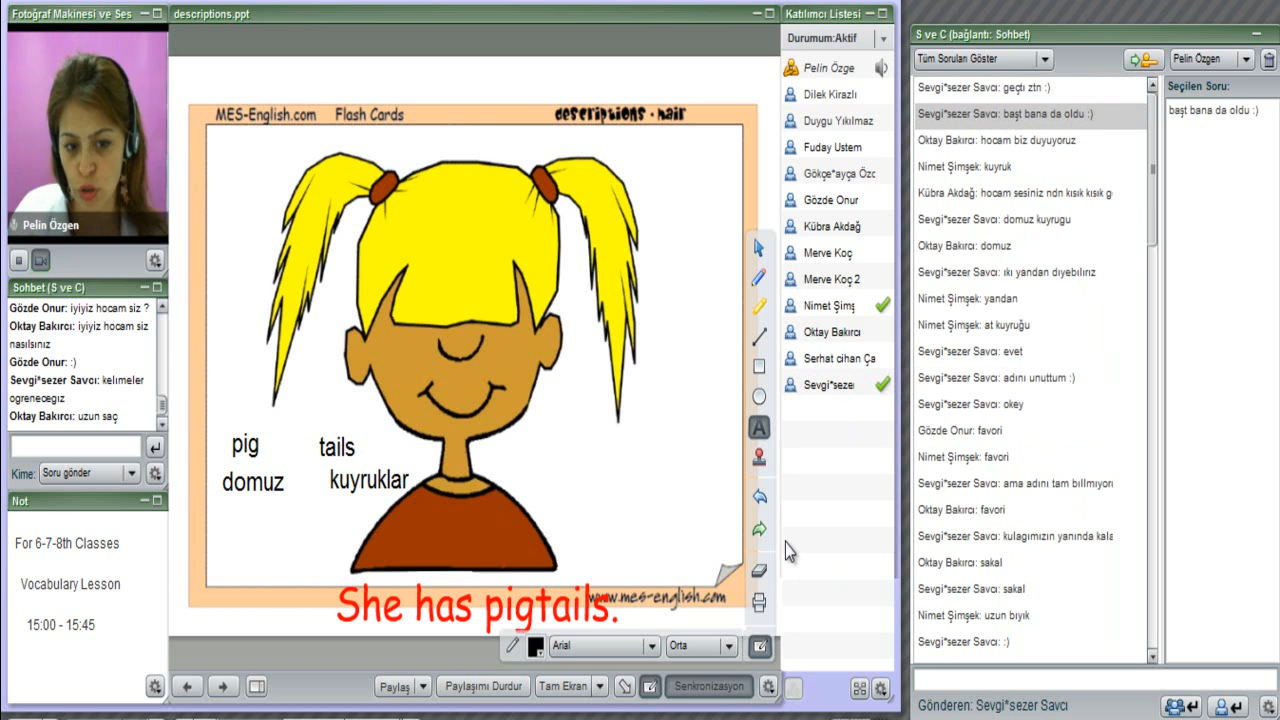 Fotoğraf Makinesi ve Ses
Pelin Özgen
Sohbet (S ve C)
Gözde Onur: iyiyiz hocam siz ?
Oktay Bakırcı: iyiyiz hocam siz
nasılsınız
Gözde Onur: :)
Sevgi*sezer Savcı: kelımeler
ogrenecegız
Oktay Bakırcı: uzun saç
Kime:
Soru gönder
Not
For 6-7-8th Classes
Vocabulary Lesson
15:00 - 15:45
descriptions.ppt
MES-English.com Flash Cards
descriptions - hair
pig tails
domuz kuyruklar
www.mes-english.com
She has pigtails.
Arial
Orta
Paylaş
Paylaşımı Durdur
Tam Ekran
Senkronizasyon
Katılımcı Listesi
Durumum:Aktif
Pelin Özge
Dilek Kirazlı
Duygu Yıkılmaz
Fuday Ustem
Gökçe*ayça Özc
Gözde Onur
Kübra Akdağ
Merve Koç
Merve Koç 2
Nimet Şimş
Oktay Bakırcı
Serhat cihan Ça
Sevgi*sezer
S ve C (bağlantı: Sohbet)
Tüm Soruları Göster
Pelin Özgen
Sevgi*sezer Savcı: geçtı ztn :)
Sevgi*sezer Savcı: başt bana da oldu :)
Oktay Bakırcı: hocam biz duyuyoruz
Nimet Şimşek: kuyruk
Kübra Akdağ: hocam sesiniz ndn kısık kısık g
Sevgi*sezer Savcı: domuz kuyrugu
Oktay Bakırcı: domuz
Sevgi*sezer Savcı: ıkı yandan dıyebılırız
Nimet Şimşek: yandan
Nimet Şimşek: at kuyruğu
Sevgi*sezer Savcı: evet
Sevgi*sezer Savcı: adını unuttum :)
Sevgi*sezer Savcı: okey
Gözde Onur: favori
Nimet Şimşek: favori
Sevgi*sezer Savcı: ama adını tam bıllmıyorı
Oktay Bakırcı: favori
Sevgi*sezer Savcı: kulagımızın yanında kala
Oktay Bakırcı: sakal
Sevgi*sezer Savcı: sakal
Nimet Şimşek: uzun bıyık
Sevgi*sezer Savcı: :)
Seçilen Soru:
başt bana da oldu :)
Gönderen: Sevgi*sezer Savcı